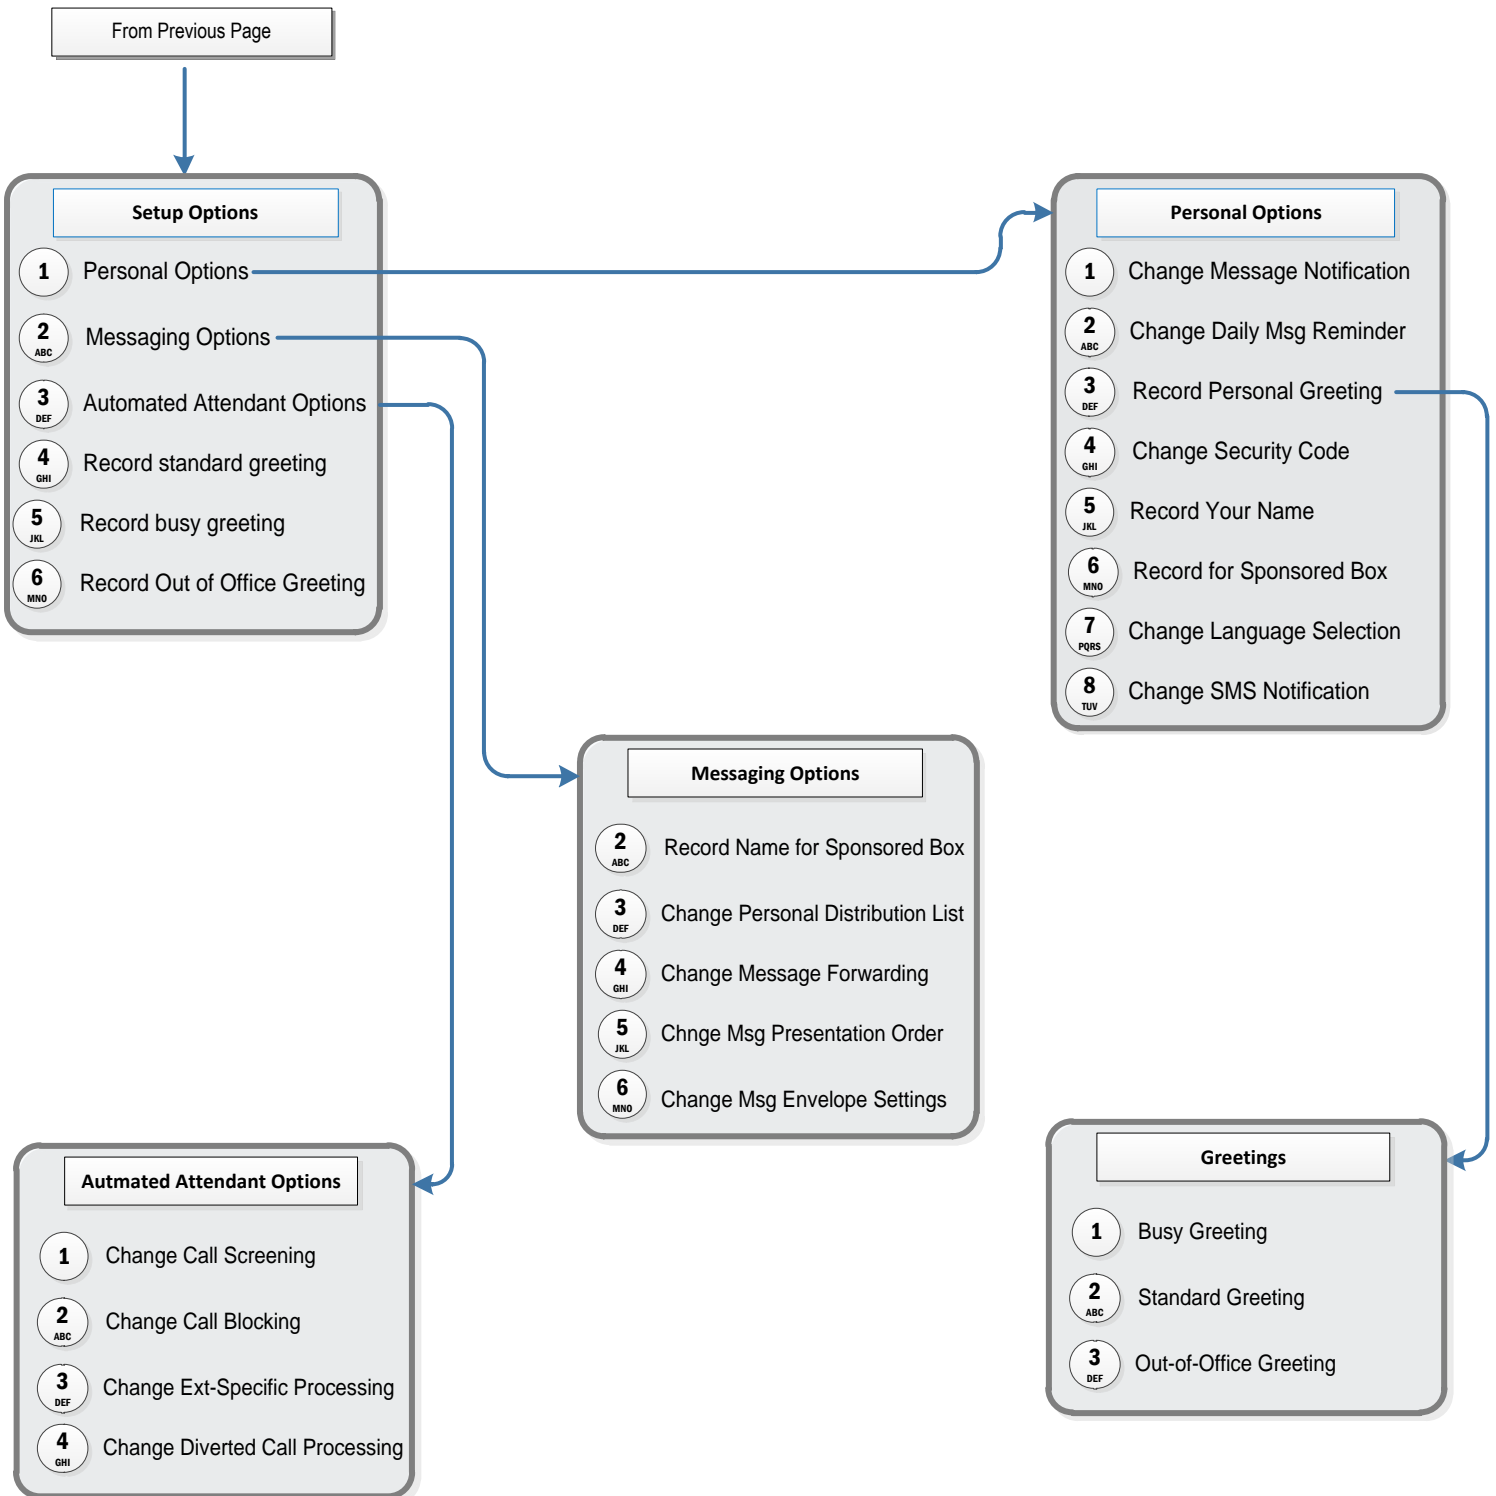 From Previous Page
Setup Options
1 Personal Options
2 ABC Messaging Options
3 DEF Automated Attendant Options
4 GHI Record standard greeting
5 JKL Record busy greeting
6 MNO Record Out of Office Greeting
Personal Options
1 Change Message Notification
2 ABC Change Daily Msg Reminder
3 DEF Record Personal Greeting
4 GHI Change Security Code
5 JKL Record Your Name
6 MNO Record for Sponsored Box
7 PQRS Change Language Selection
8 TUV Change SMS Notification
Messaging Options
2 ABC Record Name for Sponsored Box
3 DEF Change Personal Distribution List
4 GHI Change Message Forwarding
5 JKL Chnge Msg Presentation Order
6 MNO Change Msg Envelope Settings
Autmated Attendant Options
1 Change Call Screening
2 ABC Change Call Blocking
3 DEF Change Ext-Specific Processing
4 GHI Change Diverted Call Processing
Greetings
1 Busy Greeting
2 ABC Standard Greeting
3 DEF Out-of-Office Greeting